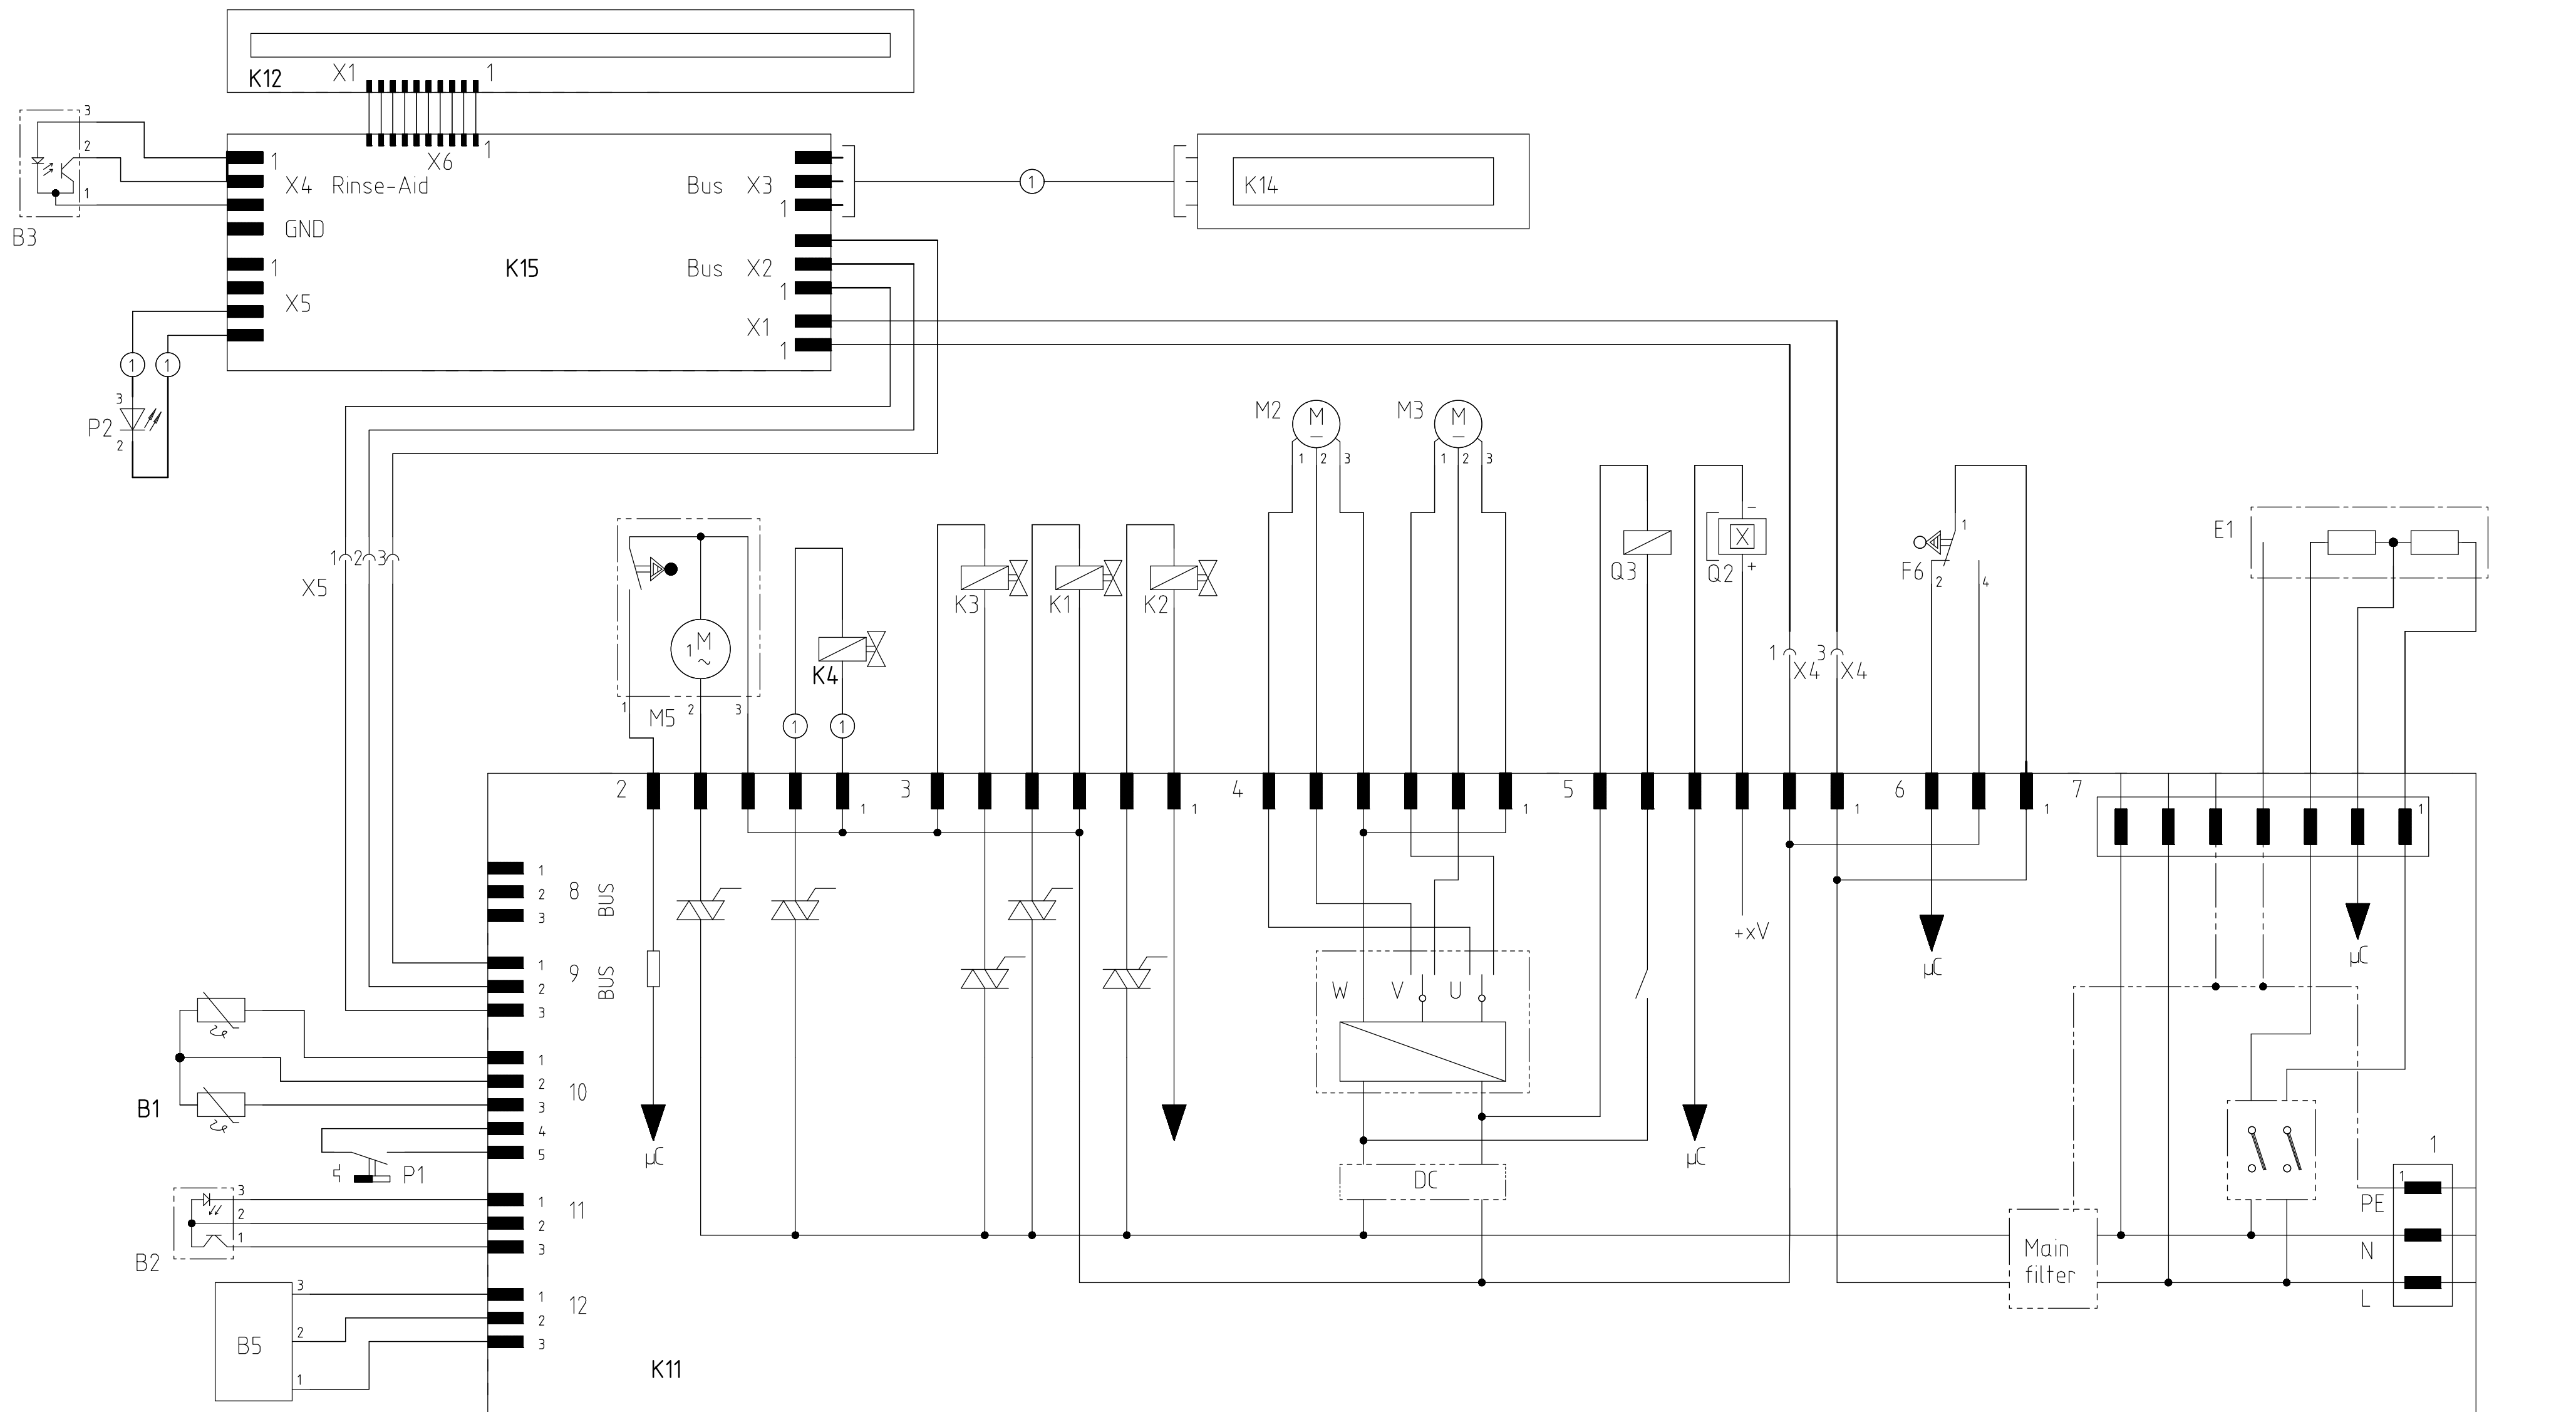 K12 X1 1
3
2
1
B3
1
X4 Rinse-Aid
GND
1
X5
X6 1
K15
Bus X3
1
Bus X2
1
X1
1
1
K14
1 1
3
P2
2
1 2 3
X5
M2 M
1 2 3
M3 M
1 2 3
1 M
~
1 M5 2 3
K4
1 1
K3
K1
K2
Q3
X
Q2
-
+
1 X4 3 X4
F6
1
2
4
E1
2 1
3 1
4 1
5 1
6 1
7 1
1
2
3
8 BUS
1
2
3
9 BUS
1
2
3
4
5
10
B1
P1
1
2
3
11
3
2
1
B2
1
2
3
12
3
2
1
B5
K11
µC
W V U
DC
µC
+xV
µC
µC
Main
filter
1
1
PE
N
L